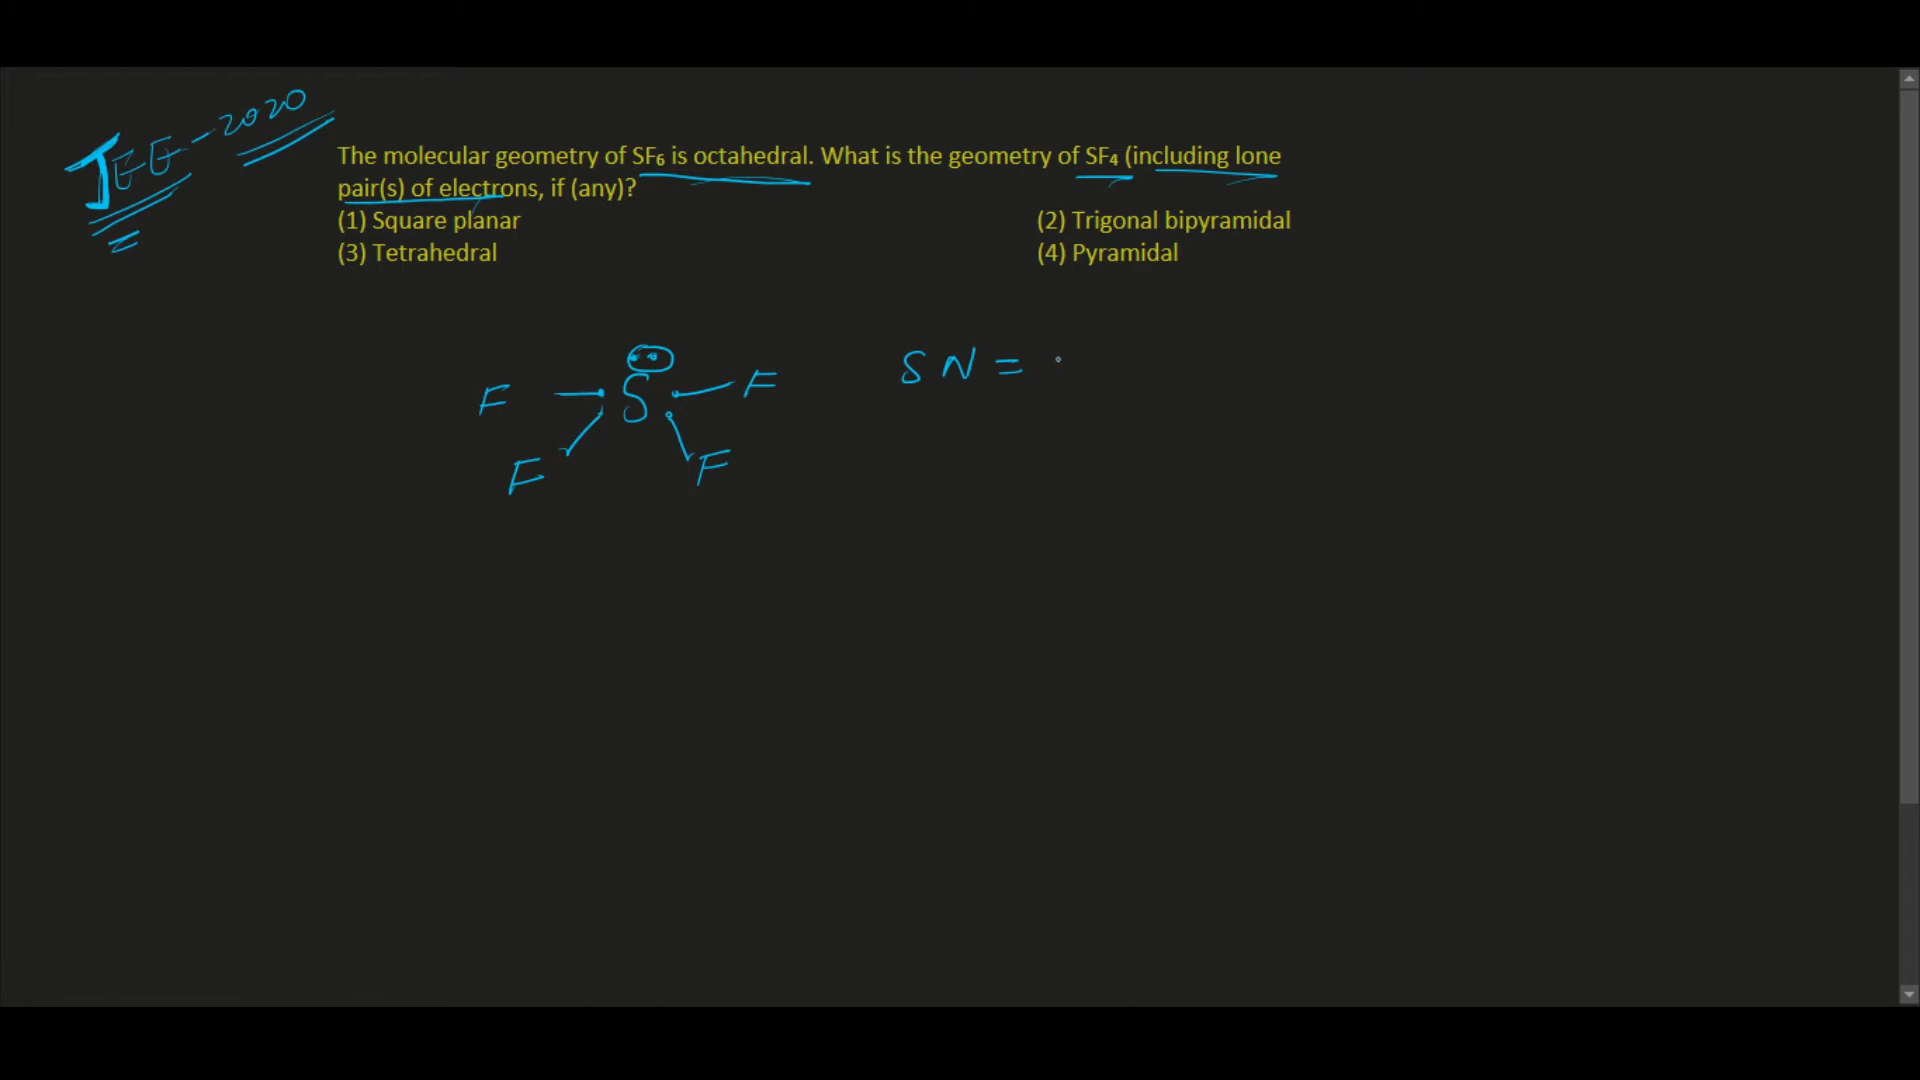 JEE-2020
The molecular geometry of SF₆ is octahedral. What is the geometry of SF₄ (including lone
pair(s) of electrons, if (any)?
(1) Square planar (2) Trigonal bipyramidal
(3) Tetrahedral (4) Pyramidal
F S F SN =
F F